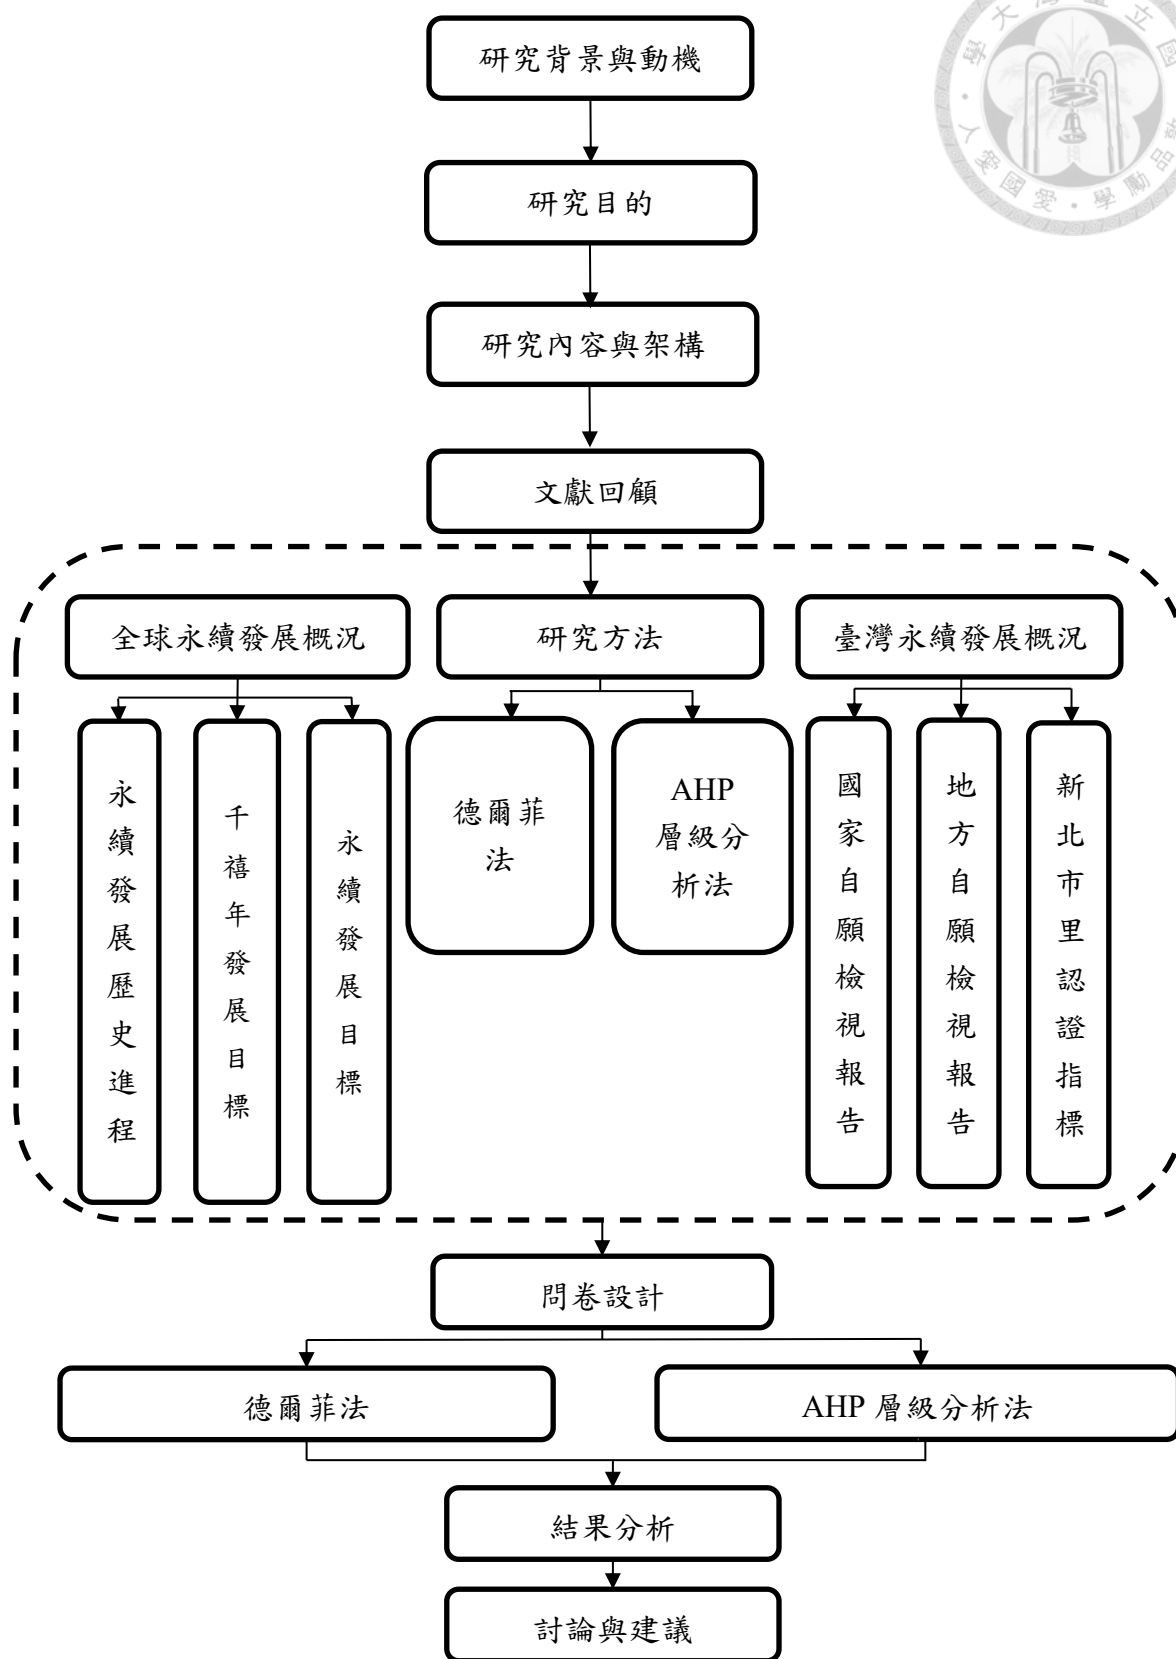 研究背景與動機
研究目的
研究內容與架構
文獻回顧
全球永續發展概況
研究方法
臺灣永續發展概況
永續發展歷史進程
千禧年發展目標
永續發展目標
德爾菲
法
AHP
層級分
析法
國家自願檢視報告
地方自願檢視報告
新北市里認證指標
問卷設計
德爾菲法
AHP 層級分析法
結果分析
討論與建議